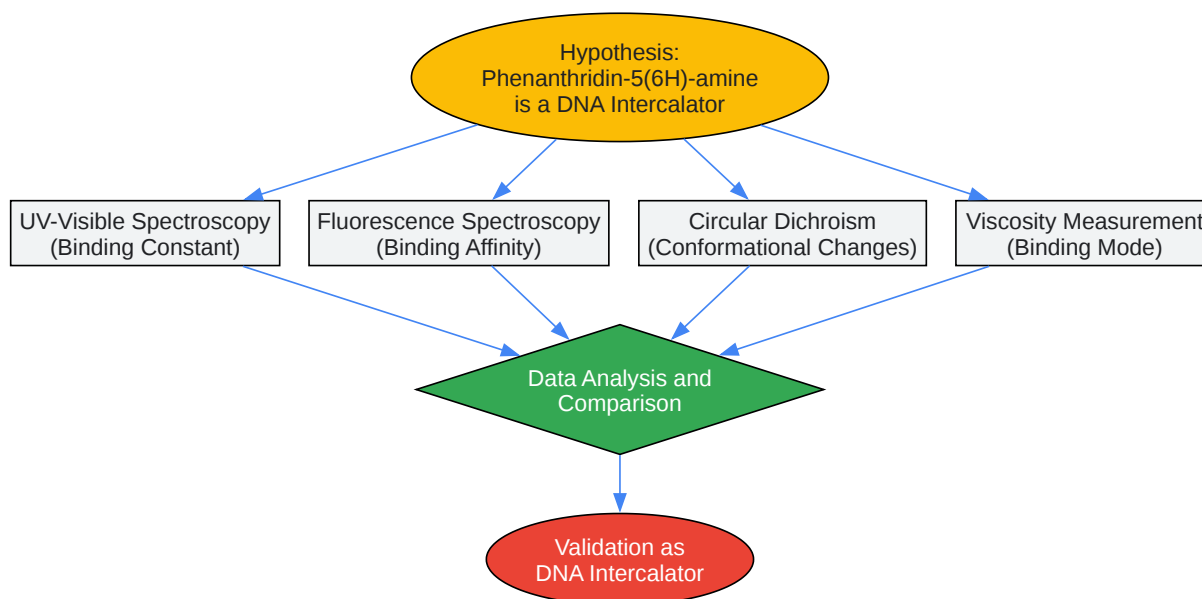 Hypothesis:
Phenanthridin-5(6H)-amine
is a DNA Intercalator
UV-Visible Spectroscopy
(Binding Constant)
Fluorescence Spectroscopy
(Binding Affinity)
Circular Dichroism
(Conformational Changes)
Viscosity Measurement
(Binding Mode)
Data Analysis and
Comparison
Validation as
DNA Intercalator